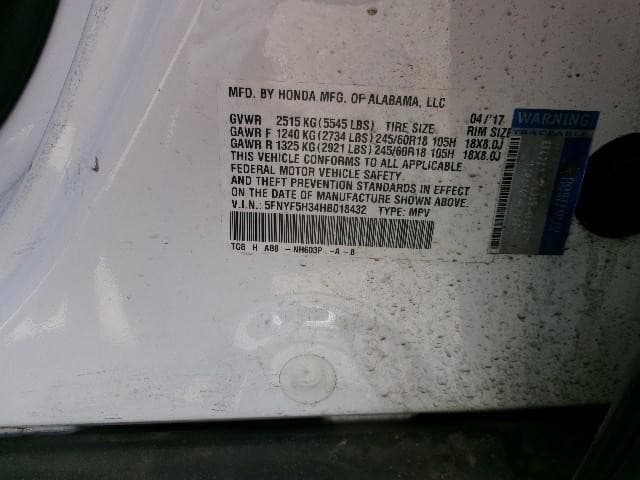 MFD. BY HONDA MFG. OF ALABAMA, LLC
GVWR 2515 KG (5545 LBS) TIRE SIZE 04/'17 RIM SIZE
GAWR F 1240 KG (2734 LBS) 245/60R18 105H 18X8.0J
GAWR R 1325 KG (2921 LBS) 245/60R18 105H 18X8.0J
THIS VEHICLE CONFORMS TO ALL APPLICABLE
FEDERAL MOTOR VEHICLE SAFETY
AND THEFT PREVENTION STANDARDS IN EFFECT
ON THE DATE OF MANUFACTURE SHOWN ABOVE.
V.I.N.: 5FNYF5H34HB018432 TYPE: MPV
TG8 H A88 -NH603P -A -B
WARNING
TRACEABLE